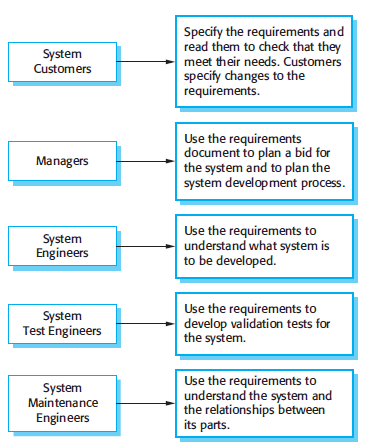 System
Customers
Specify the requirements and
read them to check that they
meet their needs. Customers
specify changes to the
requirements.
Managers
Use the requirements
document to plan a bid for
the system and to plan the
system development process.
System
Engineers
Use the requirements to
understand what system is
to be developed.
System
Test Engineers
Use the requirements to
develop validation tests for
the system.
System
Maintenance
Engineers
Use the requirements to
understand the system and
the relationships between
its parts.